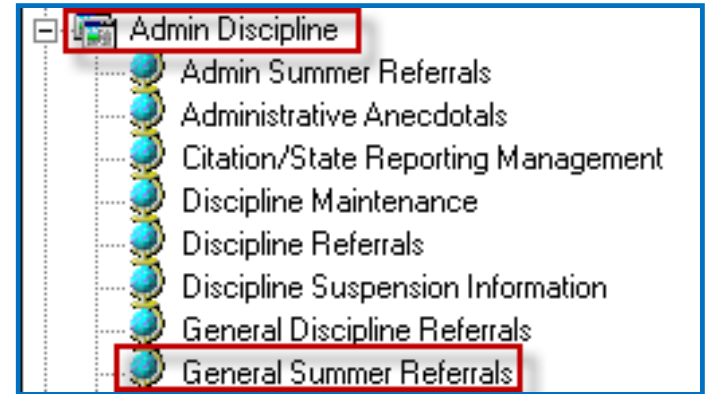 Admin Discipline
Admin Summer Referrals
Administrative Anecdotals
Citation/State Reporting Management
Discipline Maintenance
Discipline Referrals
Discipline Suspension Information
General Discipline Referrals
General Summer Referrals